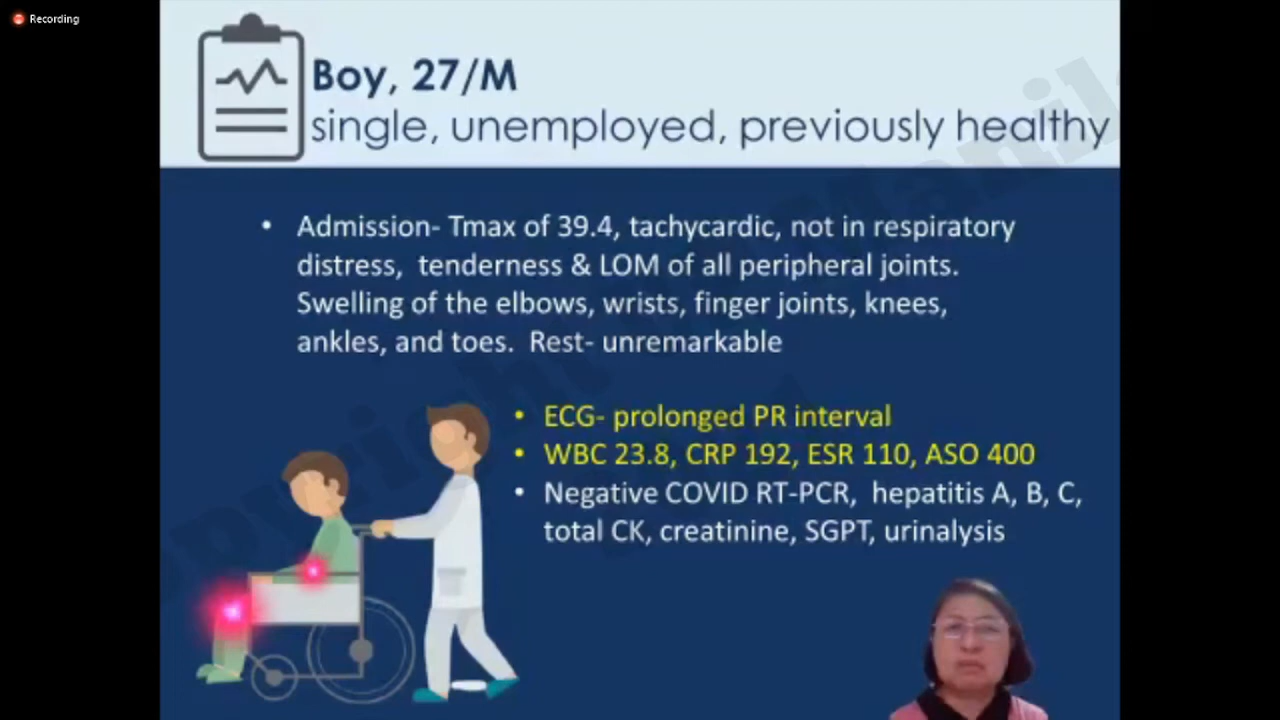 Recording
Boy, 27/M
single, unemployed, previously healthy
• Admission- Tmax of 39.4, tachycardic, not in respiratory
distress, tenderness & LOM of all peripheral joints.
Swelling of the elbows, wrists, finger joints, knees,
ankles, and toes. Rest- unremarkable
• ECG- prolonged PR interval
• WBC 23.8, CRP 192, ESR 110, ASO 400
• Negative COVID RT-PCR, hepatitis A, B, C,
total CK, creatinine, SGPT, urinalysis